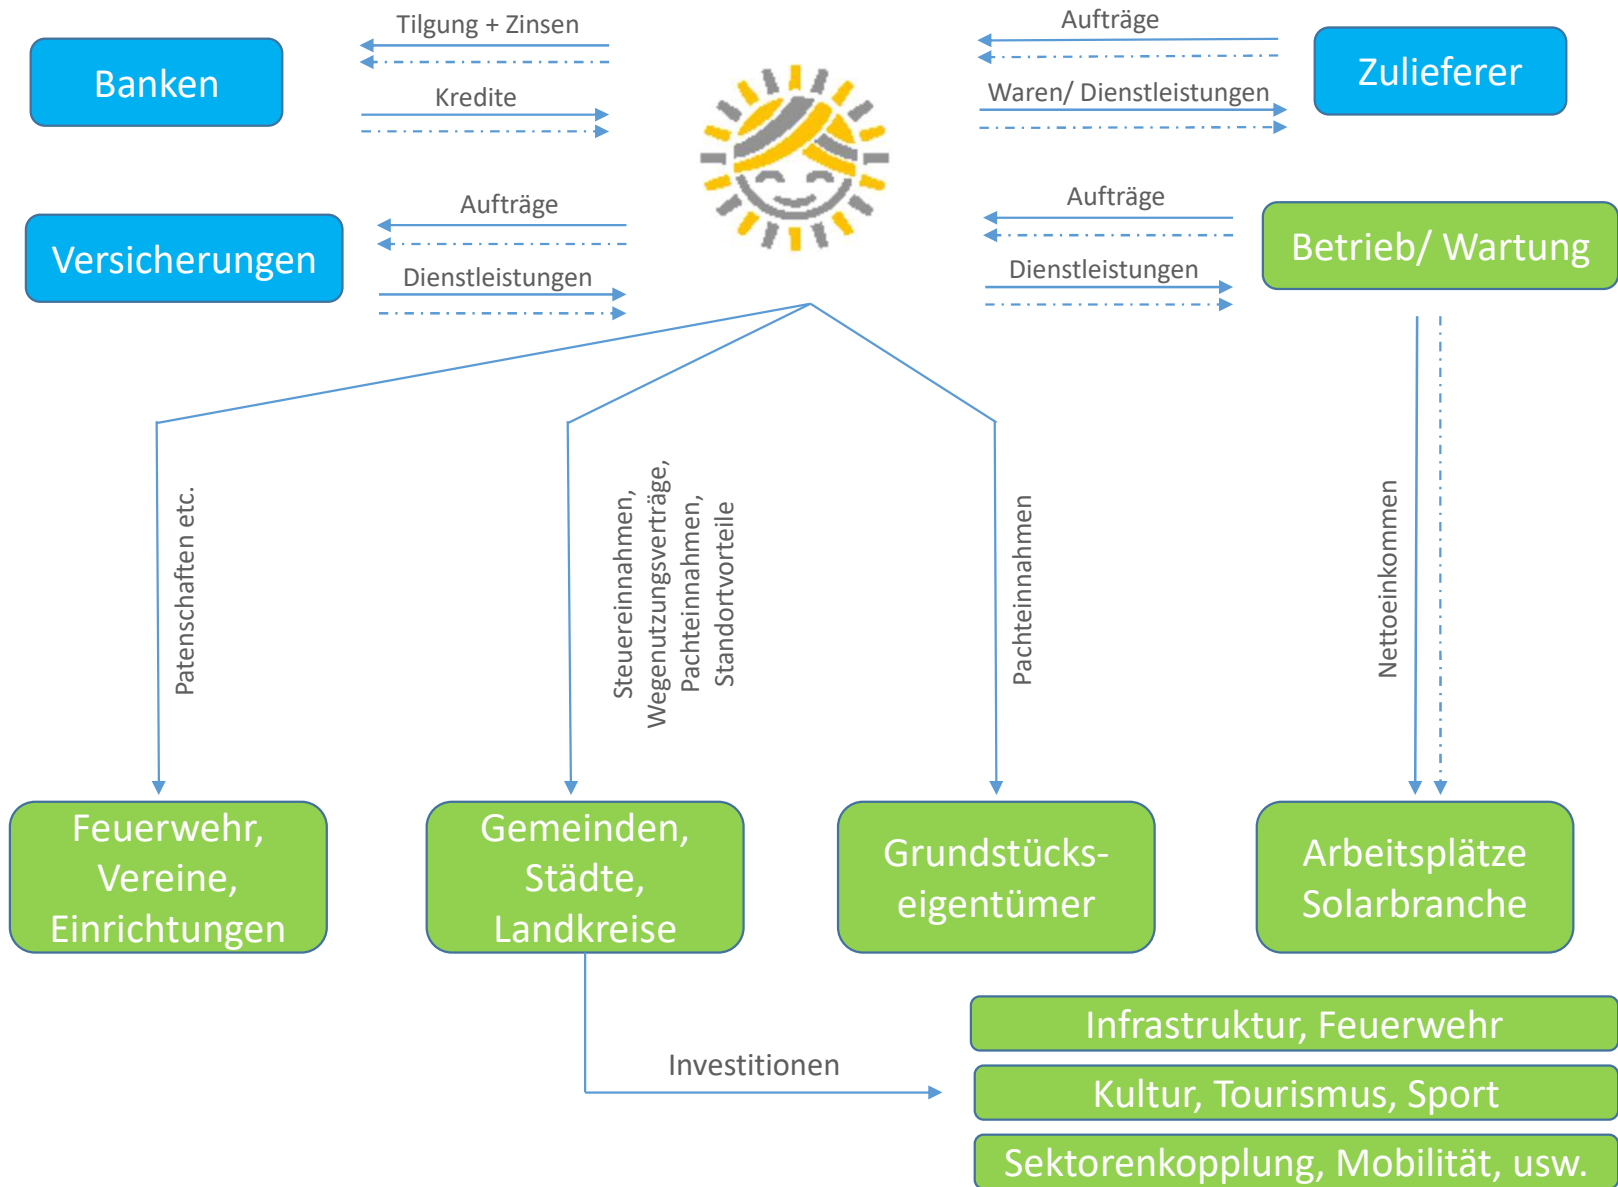 Tilgung + Zinsen
Aufträge
Banken
Zulieferer
Kredite
Waren/ Dienstleistungen
Aufträge
Aufträge
Versicherungen
Betrieb/ Wartung
Dienstleistungen
Dienstleistungen
Patenschaften etc.
Steuereinnahmen,
Wegenutzungsverträge,
Pachteinnahmen,
Standortvorteile
Pachteinnahmen
Nettoeinkommen
Feuerwehr,
Vereine,
Einrichtungen
Gemeinden,
Städte,
Landkreise
Grundstücks-
eigentümer
Arbeitsplätze
Solarbranche
Investitionen
Infrastruktur, Feuerwehr
Kultur, Tourismus, Sport
Sektorenkopplung, Mobilität, usw.